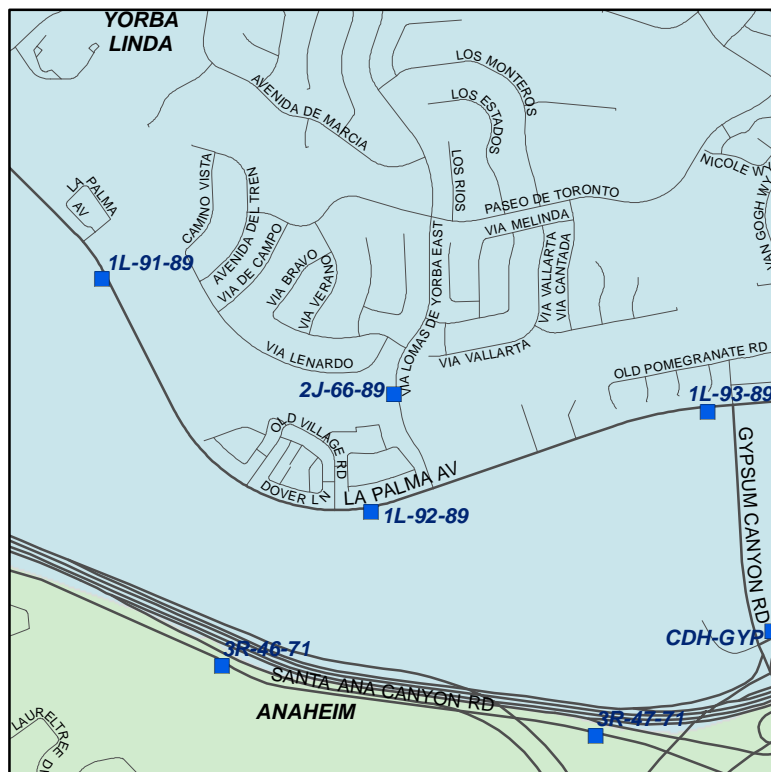 YORBA
LINDA
LOS MONTEROS
AVENIDA DE MARCIA
LOS ESTADOS
LOS RIOS
NICOLE WY
VAN GOGH WY
LA PALMA
AV
CAMINO VISTA
AVENIDA DEL TREN
VIA DE CAMPO
PASEO DE TORONTO
VIA MELINDA
1L-91-89
VIA BRAVO
VIA VERANO
VIA LOMAS DE YORBA EAST
VIA VALLARTA
VIA CANTADA
VIA LENARDO
VIA VALLARTA
OLD POMEGRANATE RD
2J-66-89
1L-93-89
OLD VILLAGE RD
DOVER LN
LA PALMA AV
1L-92-89
GYPSUM CANYON RD
CDH-GYP
3R-46-71
SANTA ANA CANYON RD
ANAHEIM
3R-47-71